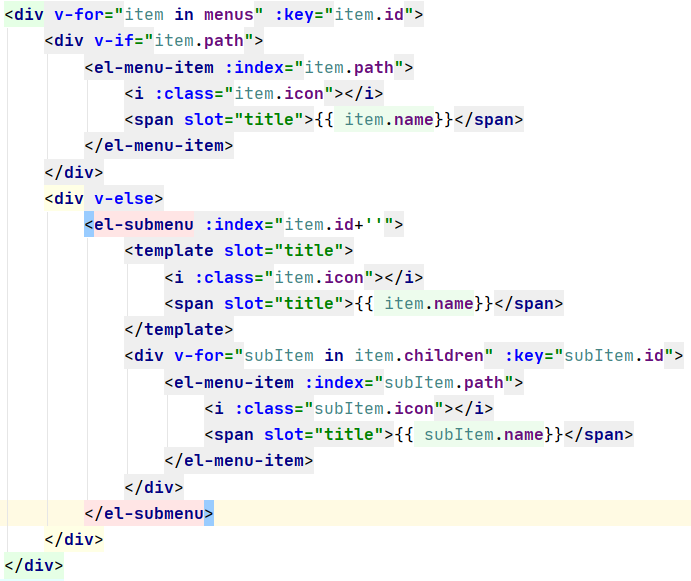 <div v-for="item in menus" :key="item.id">
    <div v-if="item.path">
        <el-menu-item :index="item.path">
            <i :class="item.icon"></i>
            <span slot="title">{{ item.name}}</span>
        </el-menu-item>
    </div>
    <div v-else>
        <el-submenu :index="item.id+''">
            <template slot="title">
                <i :class="item.icon"></i>
                <span slot="title">{{ item.name}}</span>
            </template>
            <div v-for="subItem in item.children" :key="subItem.id">
                <el-menu-item :index="subItem.path">
                    <i :class="subItem.icon"></i>
                    <span slot="title">{{ subItem.name}}</span>
                </el-menu-item>
            </div>
        </el-submenu>
    </div>
</div>